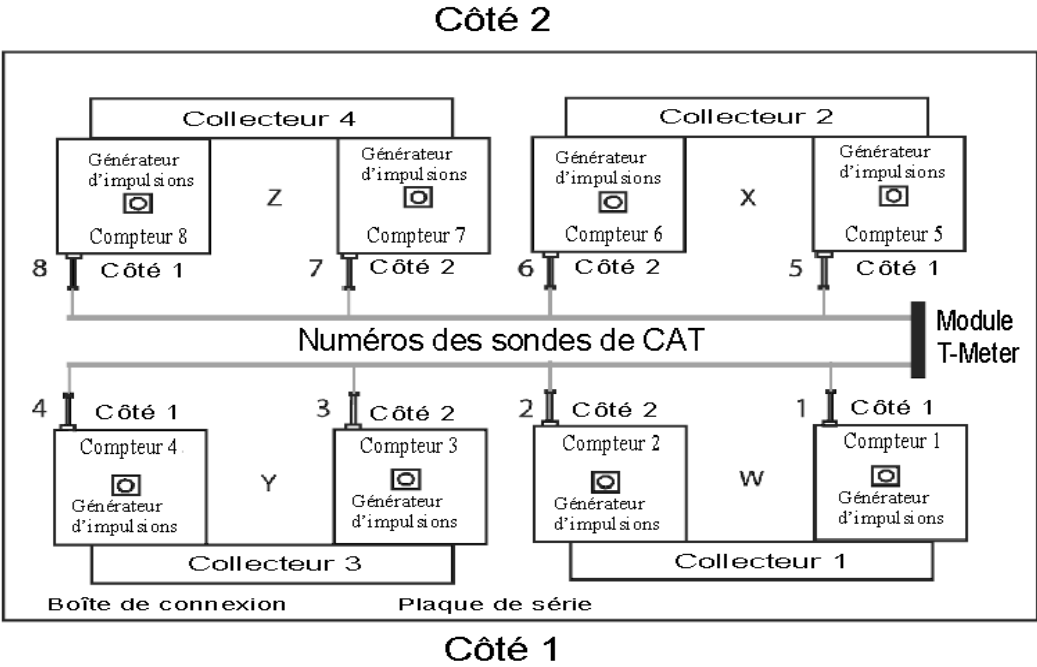 Côté 2
Collecteur 4
Collecteur 2
Générateur
d'impulsions
Compteur 8
Z
Générateur
d'impulsions
Compteur 7
Générateur
d'impulsions
Compteur 6
X
Générateur
d'impulsions
Compteur 5
8
Côté 1
7
Côté 2
6
Côté 2
5
Côté 1
Numéros des sondes de CAT
Module
T-Meter
4
Côté 1
3
Côté 2
2
Côté 2
1
Côté 1
Compteur 4
Générateur
d'impulsions
Y
Compteur 3
Générateur
d'impulsions
Compteur 2
Générateur
d'impulsions
W
Compteur 1
Générateur
d'impulsions
Collecteur 3
Collecteur 1
Boîte de connexion
Plaque de série
Côté 1